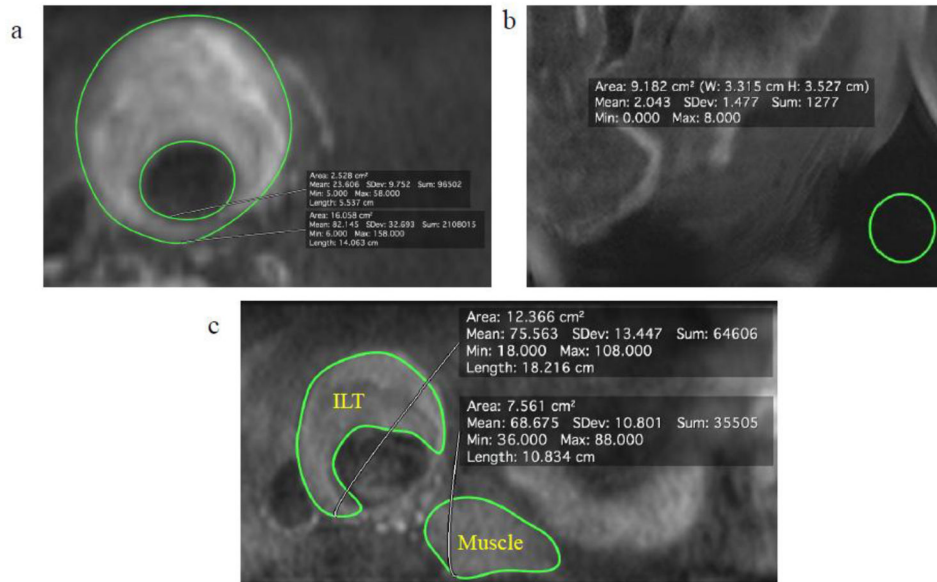 a
Area: 2.528 cm²
Mean: 23.606 SDev: 9.752 Sum: 96502
Min: 5.000 Max: 58.000
Length: 5.537 cm
Area: 16.058 cm²
Mean: 82.145 SDev: 32.693 Sum: 2108015
Min: 6.000 Max: 158.000
Length: 14.063 cm
b
Area: 9.182 cm² (W: 3.315 cm H: 3.527 cm)
Mean: 2.043 SDev: 1.477 Sum: 1277
Min: 0.000 Max: 8.000
c
Area: 12.366 cm²
Mean: 75.563 SDev: 13.447 Sum: 64606
Min: 18.000 Max: 108.000
Length: 18.216 cm
ILT
Area: 7.561 cm²
Mean: 68.675 SDev: 10.801 Sum: 35505
Min: 36.000 Max: 88.000
Length: 10.834 cm
Muscle